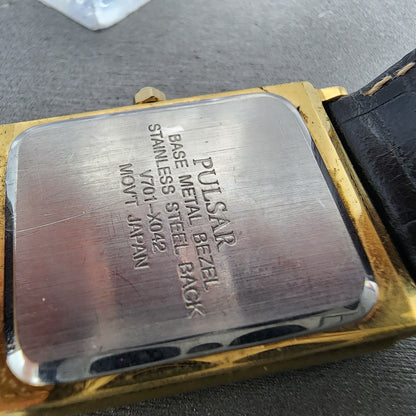 PULSAR
BASE METAL BEZEL
STAINLESS STEEL BACK
V701-X042
MOVT JAPAN